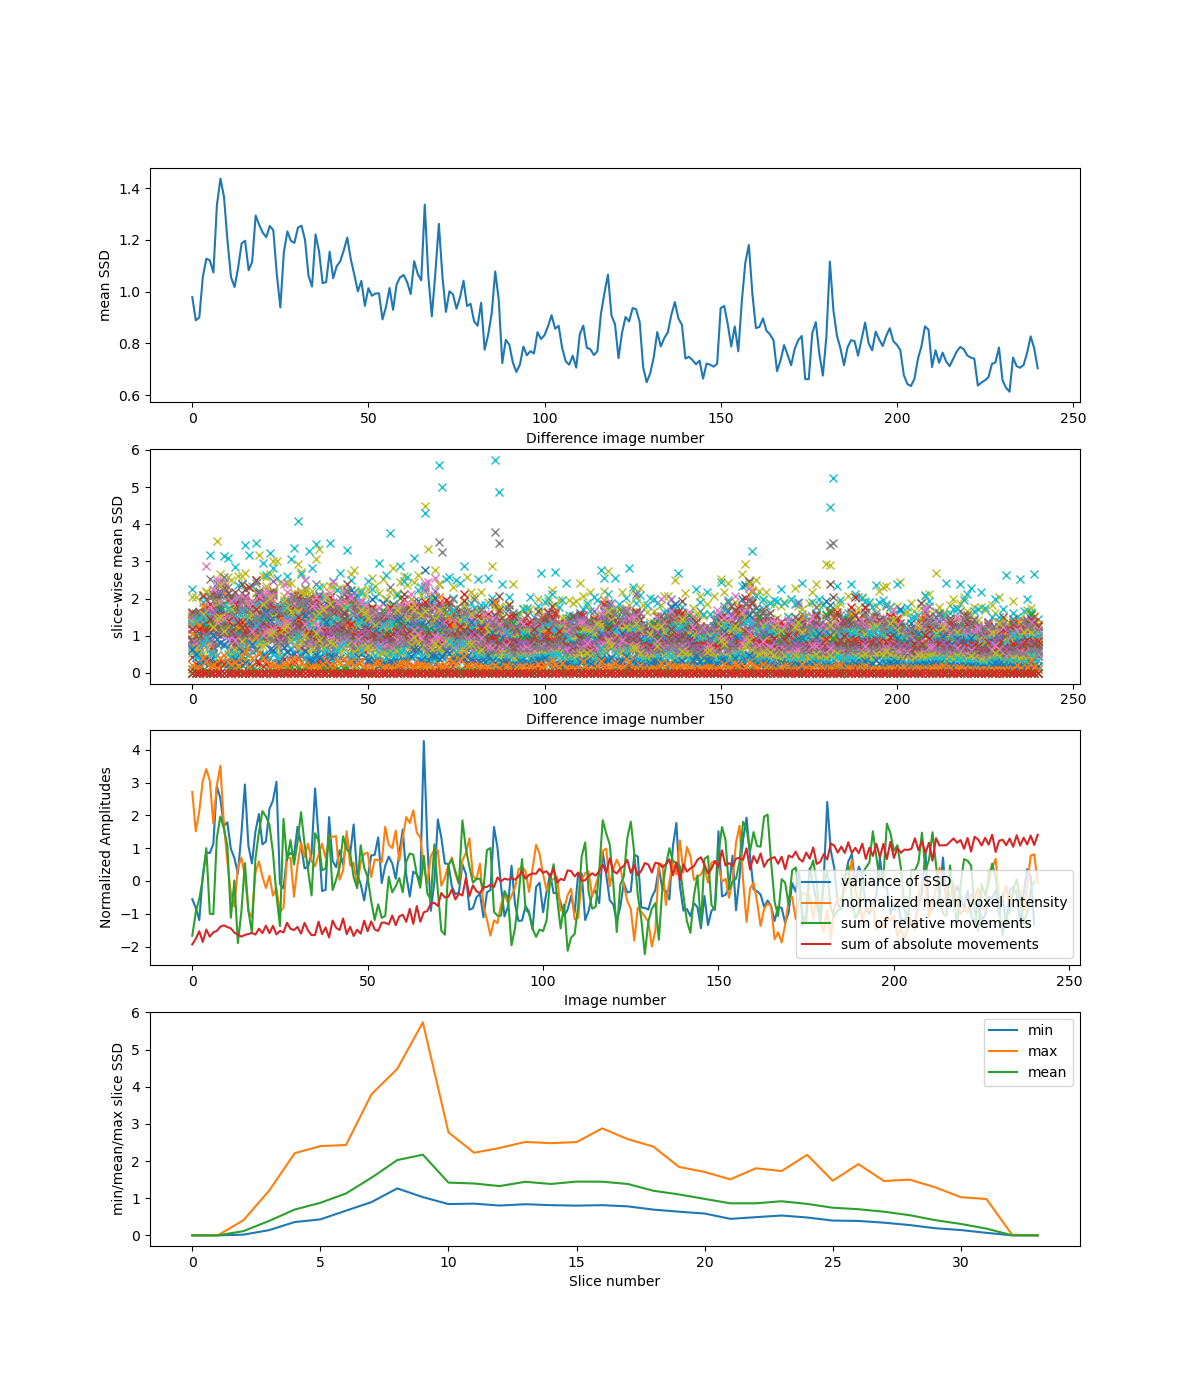 mean SSD
1.4
1.2
1.0
0.8
0.6
0 50 100 150 200 250
Difference image number
slice-wise mean SSD
6
5
4
3
2
1
0
0 50 100 150 200 250
Difference image number
Normalized Amplitudes
4
3
2
1
0
−1
−2
variance of SSD
normalized mean voxel intensity
sum of relative movements
sum of absolute movements
0 50 100 150 200 250
Image number
min/mean/max slice SSD
6
5
4
3
2
1
0
min
max
mean
0 5 10 15 20 25 30
Slice number